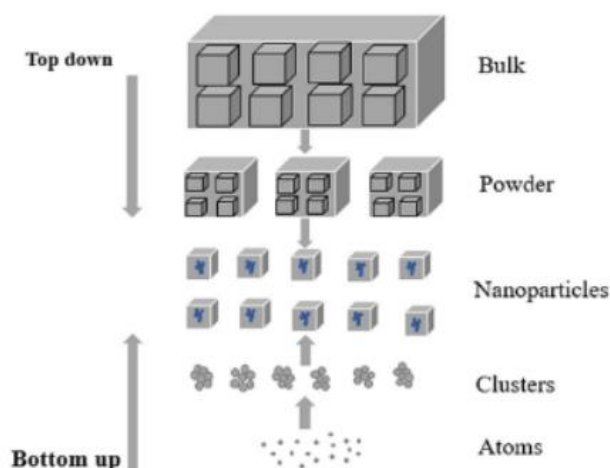 Top down
Bulk
Powder
Nanoparticles
Clusters
Atoms
Bottom up